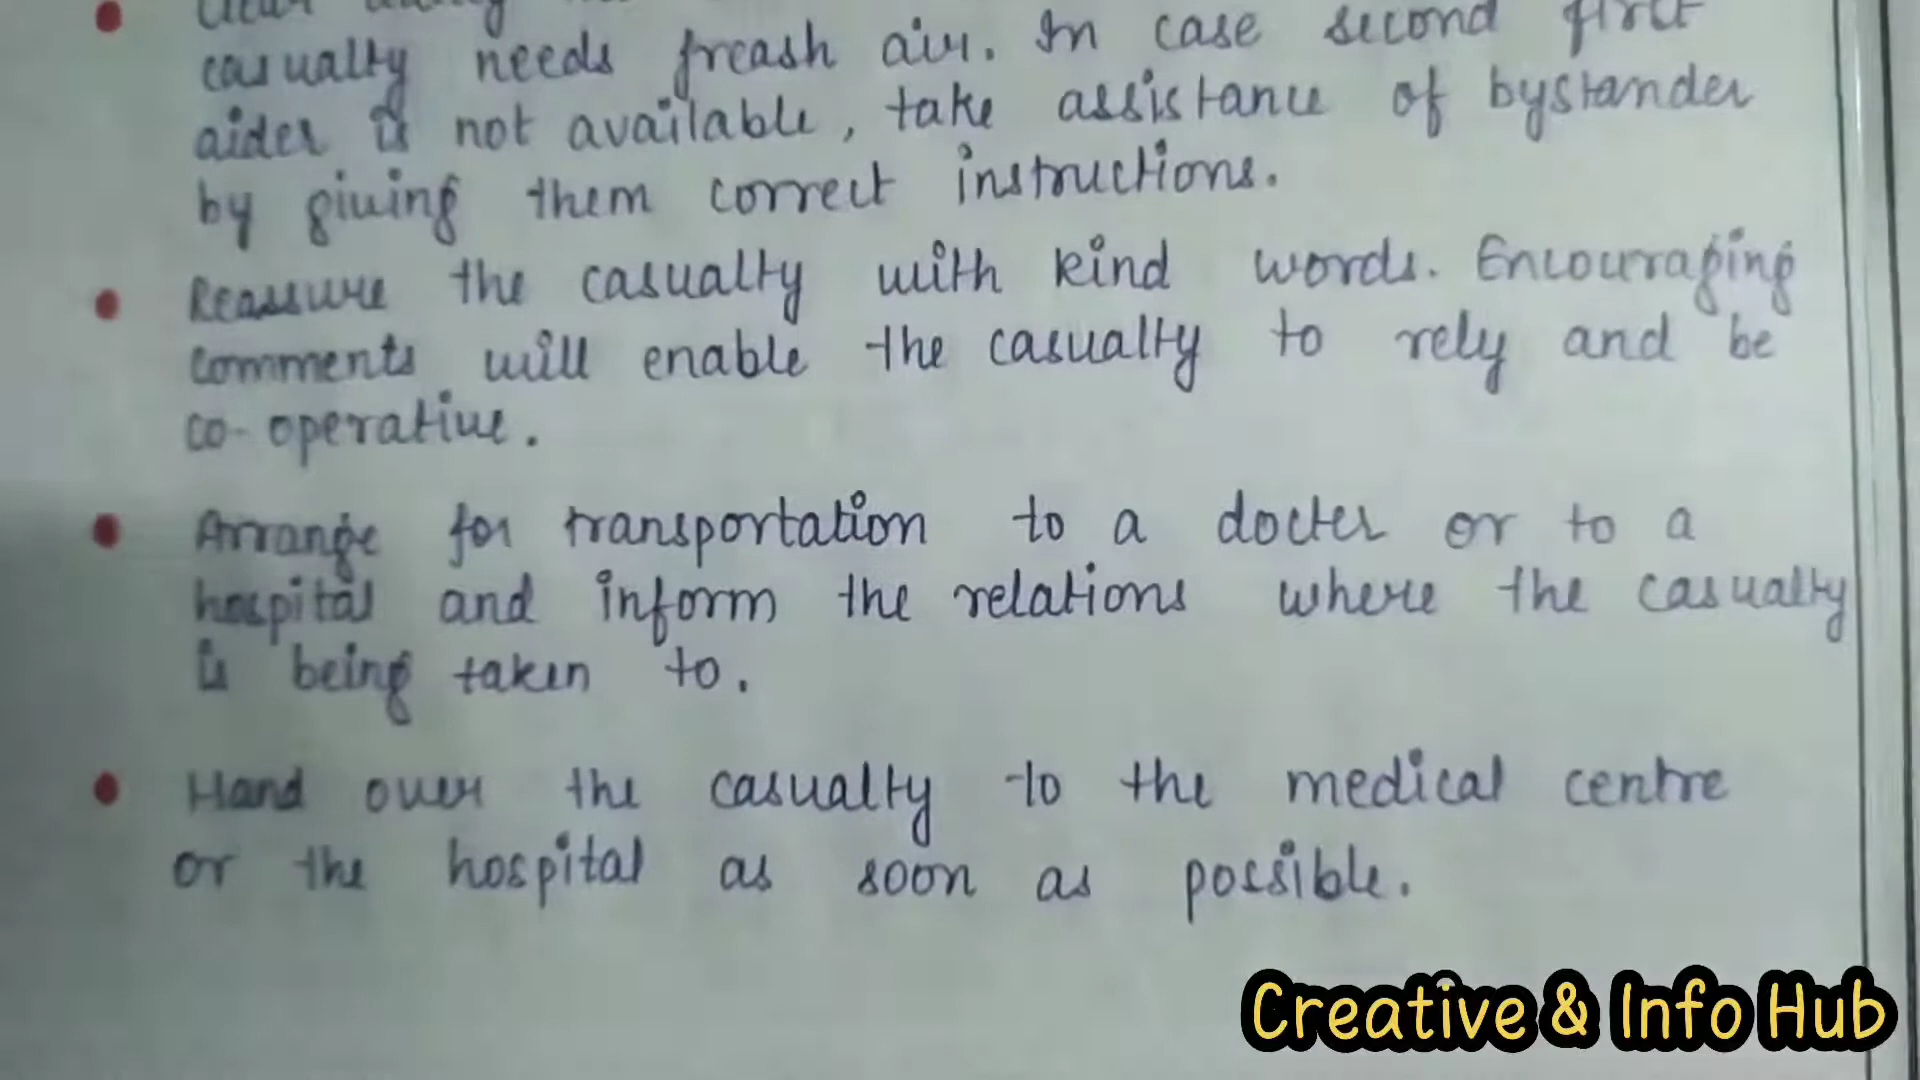 casualty needs freash air. In case second first
aider is not available, take assistance of bystander
by giving them correct instructions.
• Reassure the casualty with kind words. Encouraging
comments will enable the casualty to rely and be
co-operative.
• Arrange for transportation to a docter or to a
hospital and inform the relations where the casualty
is being taken to.
• Hand over the casualty to the medical centre
or the hospital as soon as possible.
Creative & Info Hub